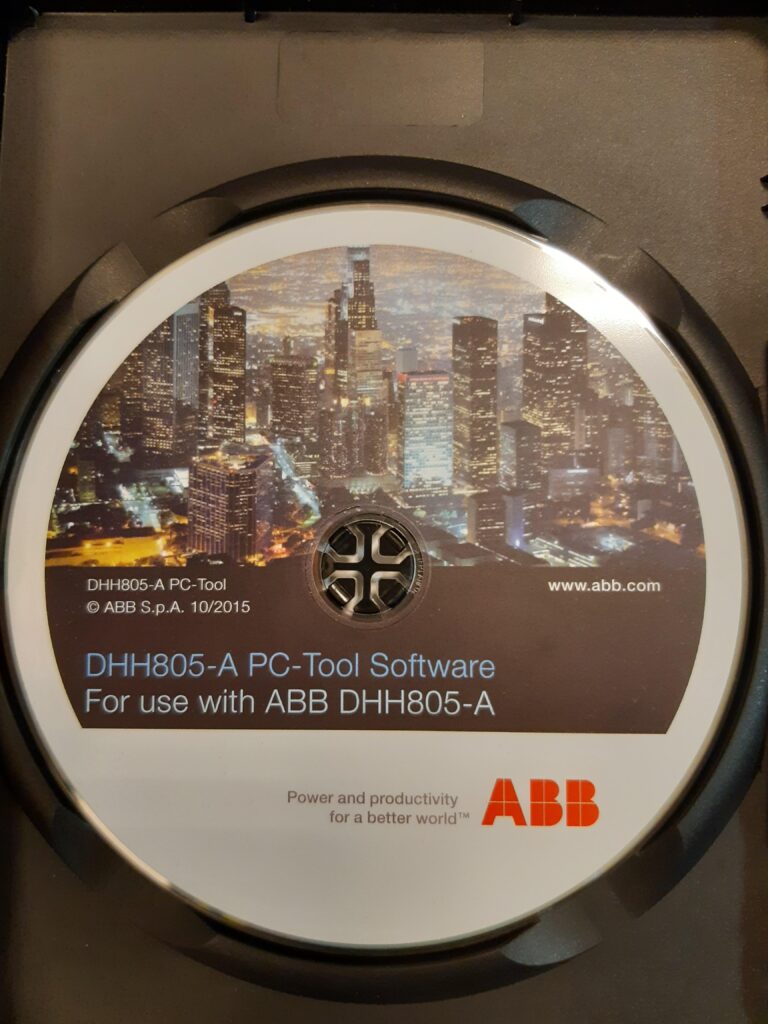 DHH805-A PC-Tool
© ABB S.p.A. 10/2015
www.abb.com
DHH805-A PC-Tool Software
For use with ABB DHH805-A
Power and productivity
for a better world™
ABB